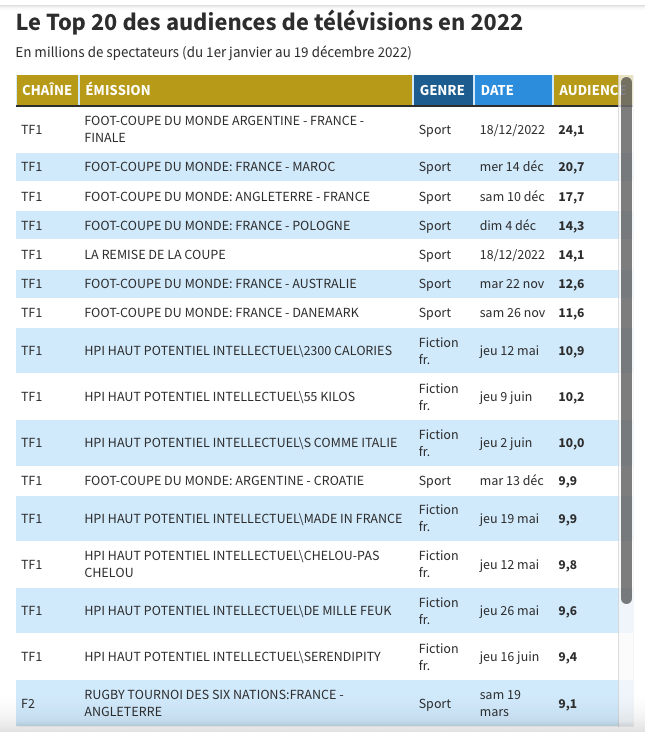 Le Top 20 des audiences de télévisions en 2022
En millions de spectateurs (du 1er janvier au 19 décembre 2022)
CHAÎNE ÉMISSION GENRE DATE AUDIENC
TF1 FOOT-COUPE DU MONDE ARGENTINE - FRANCE - FINALE Sport 18/12/2022 24,1
TF1 FOOT-COUPE DU MONDE: FRANCE - MAROC Sport mer 14 déc 20,7
TF1 FOOT-COUPE DU MONDE: ANGLETERRE - FRANCE Sport sam 10 déc 17,7
TF1 FOOT-COUPE DU MONDE: FRANCE - POLOGNE Sport dim 4 déc 14,3
TF1 LA REMISE DE LA COUPE Sport 18/12/2022 14,1
TF1 FOOT-COUPE DU MONDE: FRANCE - AUSTRALIE Sport mar 22 nov 12,6
TF1 FOOT-COUPE DU MONDE: FRANCE - DANEMARK Sport sam 26 nov 11,6
TF1 HPI HAUT POTENTIEL INTELLECTUEL\2300 CALORIES Fiction fr. jeu 12 mai 10,9
TF1 HPI HAUT POTENTIEL INTELLECTUEL\55 KILOS Fiction fr. jeu 9 juin 10,2
TF1 HPI HAUT POTENTIEL INTELLECTUEL\S COMME ITALIE Fiction fr. jeu 2 juin 10,0
TF1 FOOT-COUPE DU MONDE: ARGENTINE - CROATIE Sport mar 13 déc 9,9
TF1 HPI HAUT POTENTIEL INTELLECTUEL\MADE IN FRANCE Fiction fr. jeu 19 mai 9,9
TF1 HPI HAUT POTENTIEL INTELLECTUEL\CHELOU-PAS CHELOU Fiction fr. jeu 12 mai 9,8
TF1 HPI HAUT POTENTIEL INTELLECTUEL\DE MILLE FEUK Fiction fr. jeu 26 mai 9,6
TF1 HPI HAUT POTENTIEL INTELLECTUEL\SERENDIPITY Fiction fr. jeu 16 juin 9,4
F2 RUGBY TOURNOI DES SIX NATIONS:FRANCE - ANGLETERRE Sport sam 19 mars 9,1